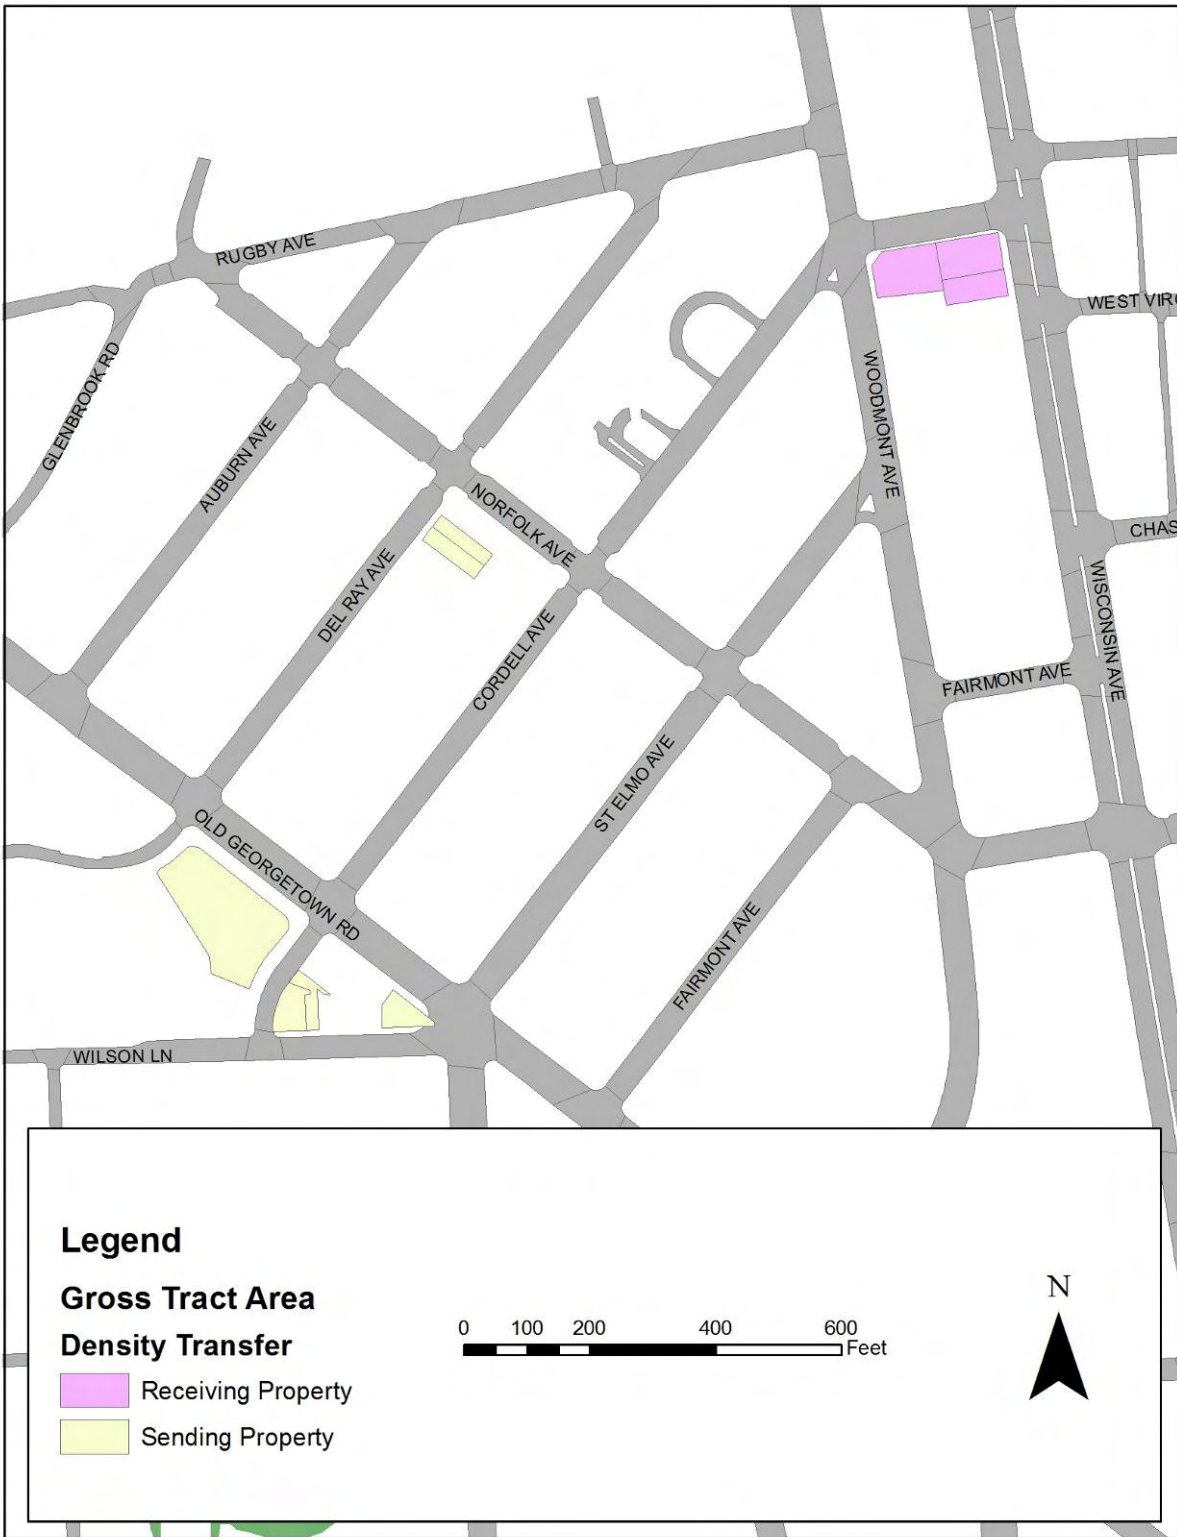 RUGBY AVE
WEST VIRG
GLENBROOK RD
WOODMONT AVE
AUBURN AVE
NORFOLK AVE
CHAS
DEL RAY AVE
WISCONSIN AVE
CORDELL AVE
FAIRMONT AVE
ST ELMO AVE
OLD GEORGETOWN RD
FAIRMONT AVE
WILSON LN
Legend
Gross Tract Area
Density Transfer
Receiving Property
Sending Property
0 100 200 400 600
Feet
N